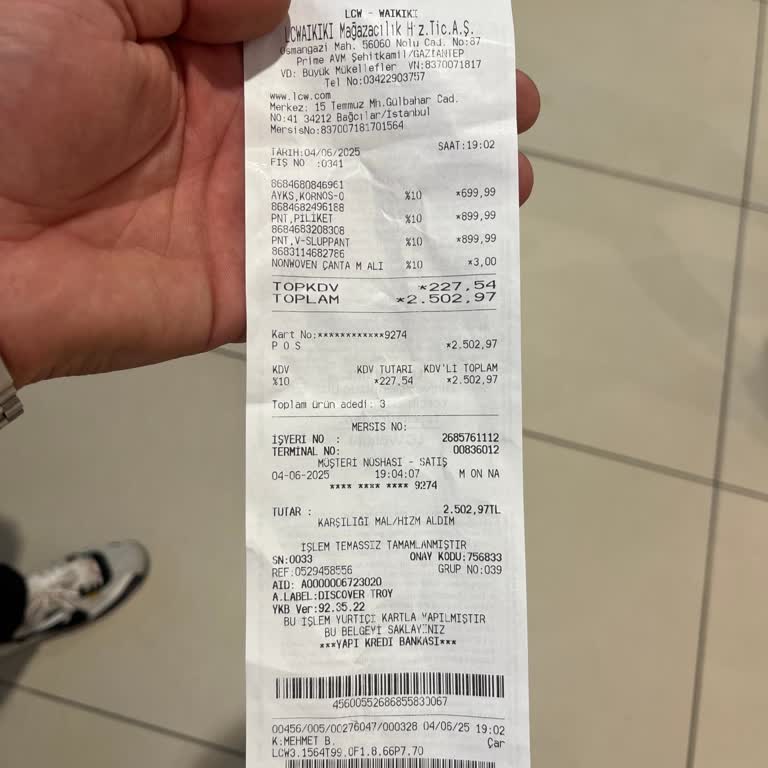 LCW - WAIKIKI
LCWAIKIKI Mağazacılık Hiz.Tic.A.Ş.
Osmangazi Mah. 56060 Nolu Cad. No:87
Prime AVM Şehitkamil/GAZİANTEP
VD: Büyük Mükellefler VN:8370071817
Tel No:03422903757
www.lcw.com
Merkez: 15 Temmuz Mh.Gülbahar Cad.
NO:41 34212 Bağcılar/İstanbul
MersisNo:837007181701564
TARİH:04/06/2025 SAAT:19:02
FİŞ NO :0341
8684680846961
AYKS,KORNOS-O %10 *699,99
8684682496188
PNT,PILIKET %10 *899,99
8684683208308
PNT,V-SLUPPANT %10 *899,99
8683114682786
NONWOVEN ÇANTA M ALI %10 *3,00
TOPKDV *227,54
TOPLAM *2.502,97
Kart No:************9274
P O S *2.502,97
KDV KDV TUTARI KDV'Lİ TOPLAM
%10 *227,54 *2.502,97
Toplam ürün adedi: 3
MERSIS NO:
İŞYERİ NO : 2685761112
TERMINAL NO: 00836012
MÜŞTERİ NÜSHASI - SATIŞ
04-06-2025 19:04:07 M ON NA
**** **** **** 9274
TUTAR : 2.502,97TL
KARŞILIĞI MAL/HİZM ALDIM
İŞLEM TEMASSIZ TAMAMLANMIŞTIR
SN:0033 ONAY KODU:756833
REF:0529458556 GRUP NO:039
AID: A0000006723020
A.LABEL:DISCOVER TROY
YKB Ver:92.35.22
BU İŞLEM YURTİÇİ KARTLA YAPILMIŞTIR
BU BELGEYİ SAKLAYINIZ
***YAPI KREDİ BANKASI***
45600552686855830067
00456/005/00276047/000328 04/06/25 19:02
K:MEHMET B. Çar
LCW3.1564T99.0F1.8.66P7.70